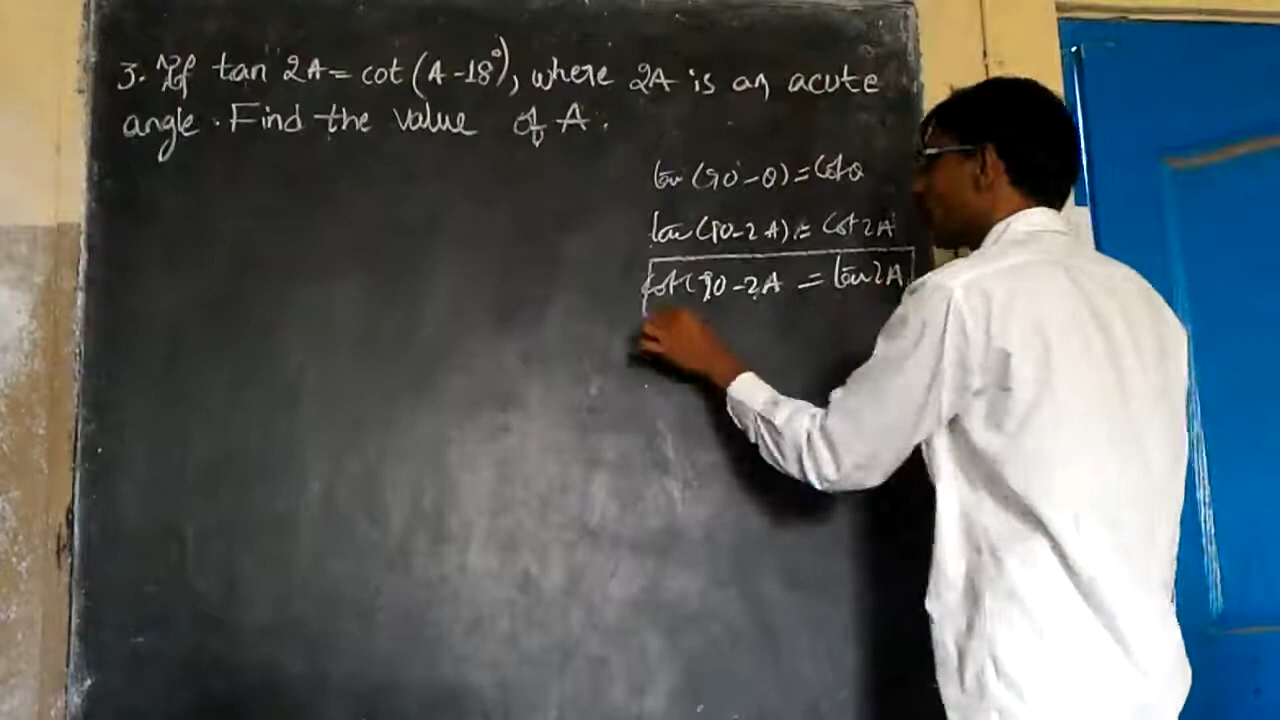 3. If tan 2A = cot (A-18°), where 2A is an acute
angle. Find the value of A.
tan (90°-θ) = Cotθ
tan (90-2A) = Cot 2A
Cot (90-2A = tan 2A